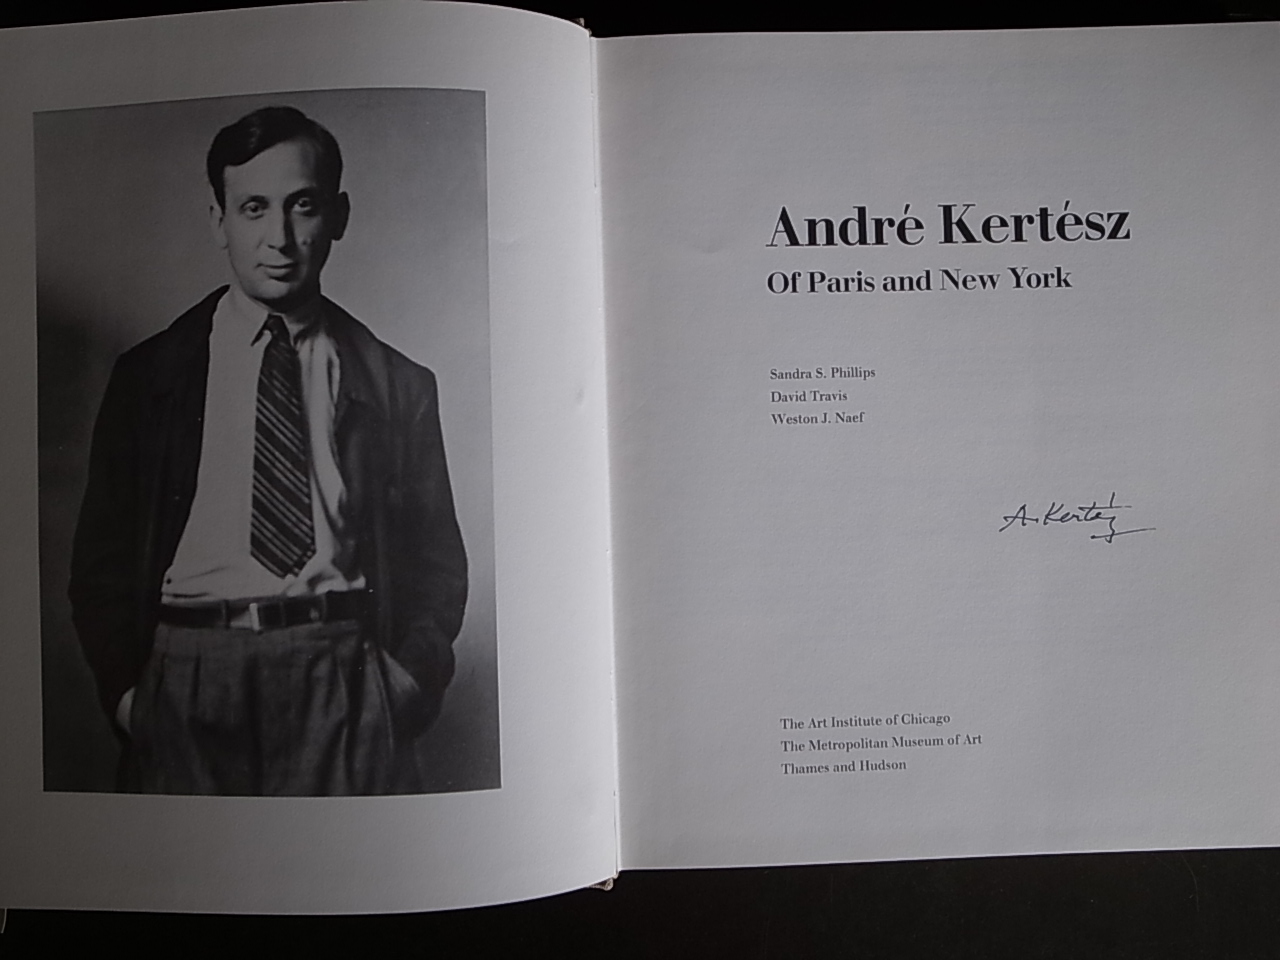 André Kertész
Of Paris and New York
Sandra S. Phillips
David Travis
Weston J. Naef
A. Kertész
The Art Institute of Chicago
The Metropolitan Museum of Art
Thames and Hudson